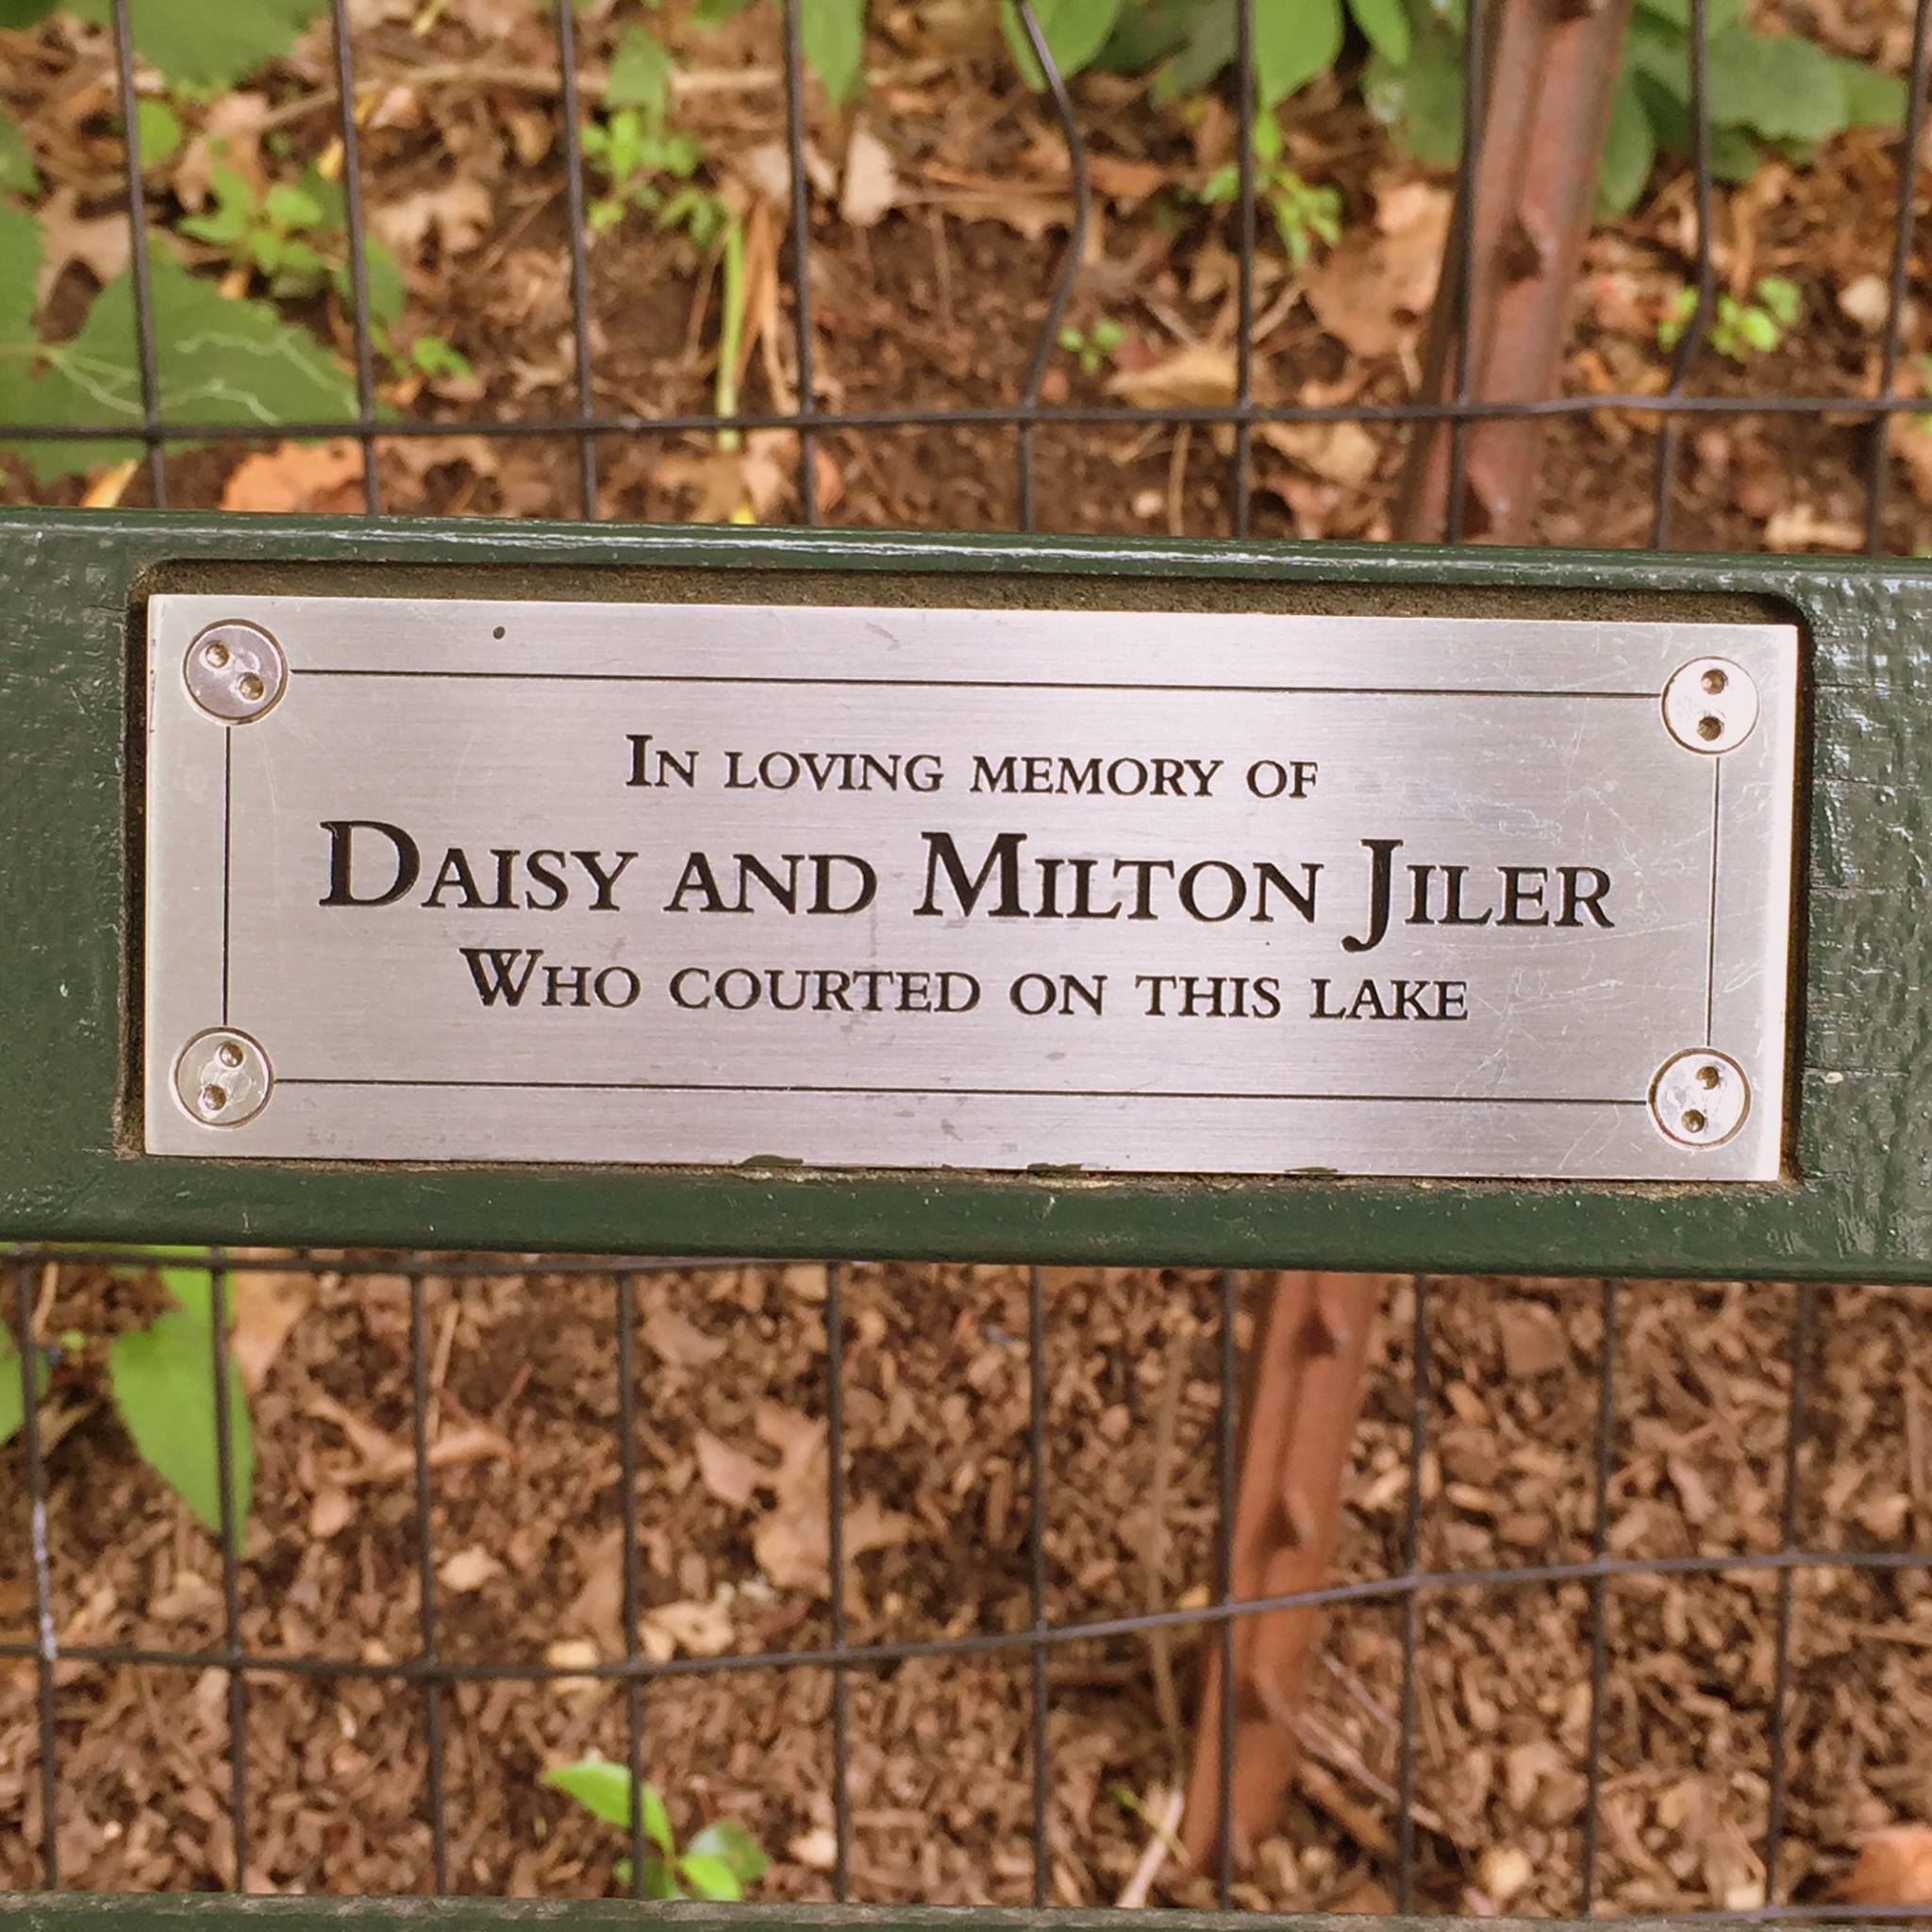 In loving memory of
Daisy and Milton Jiler
Who courted on this lake